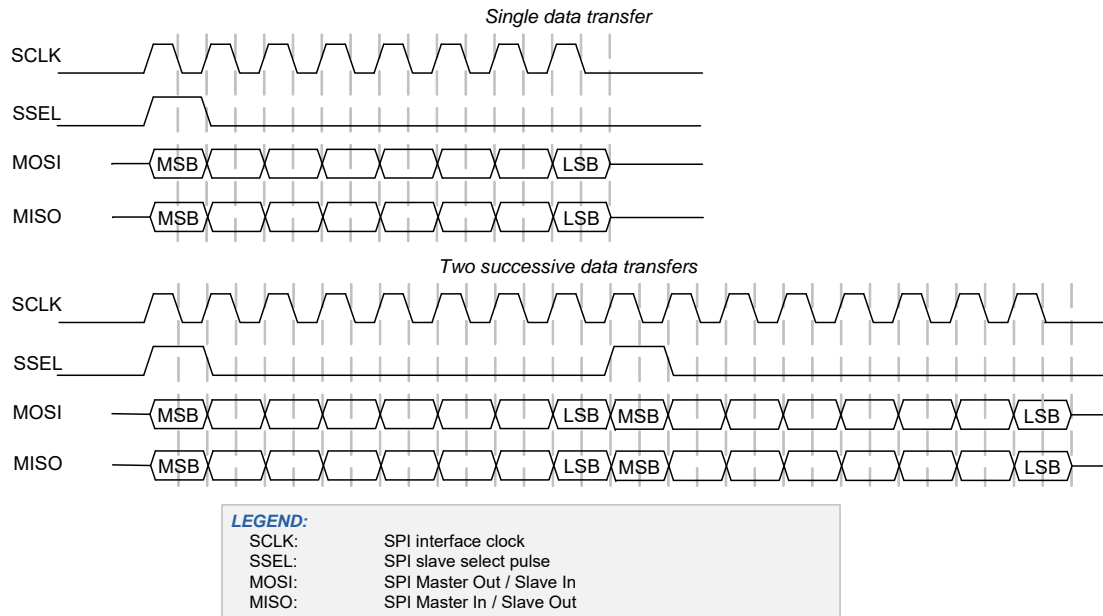 Single data transfer
SCLK
SSEL
MOSI MSB LSB
MISO MSB LSB
Two successive data transfers
SCLK
SSEL
MOSI MSB LSB MSB LSB
MISO MSB LSB MSB LSB
LEGEND:
SCLK: SPI interface clock
SSEL: SPI slave select pulse
MOSI: SPI Master Out / Slave In
MISO: SPI Master In / Slave Out